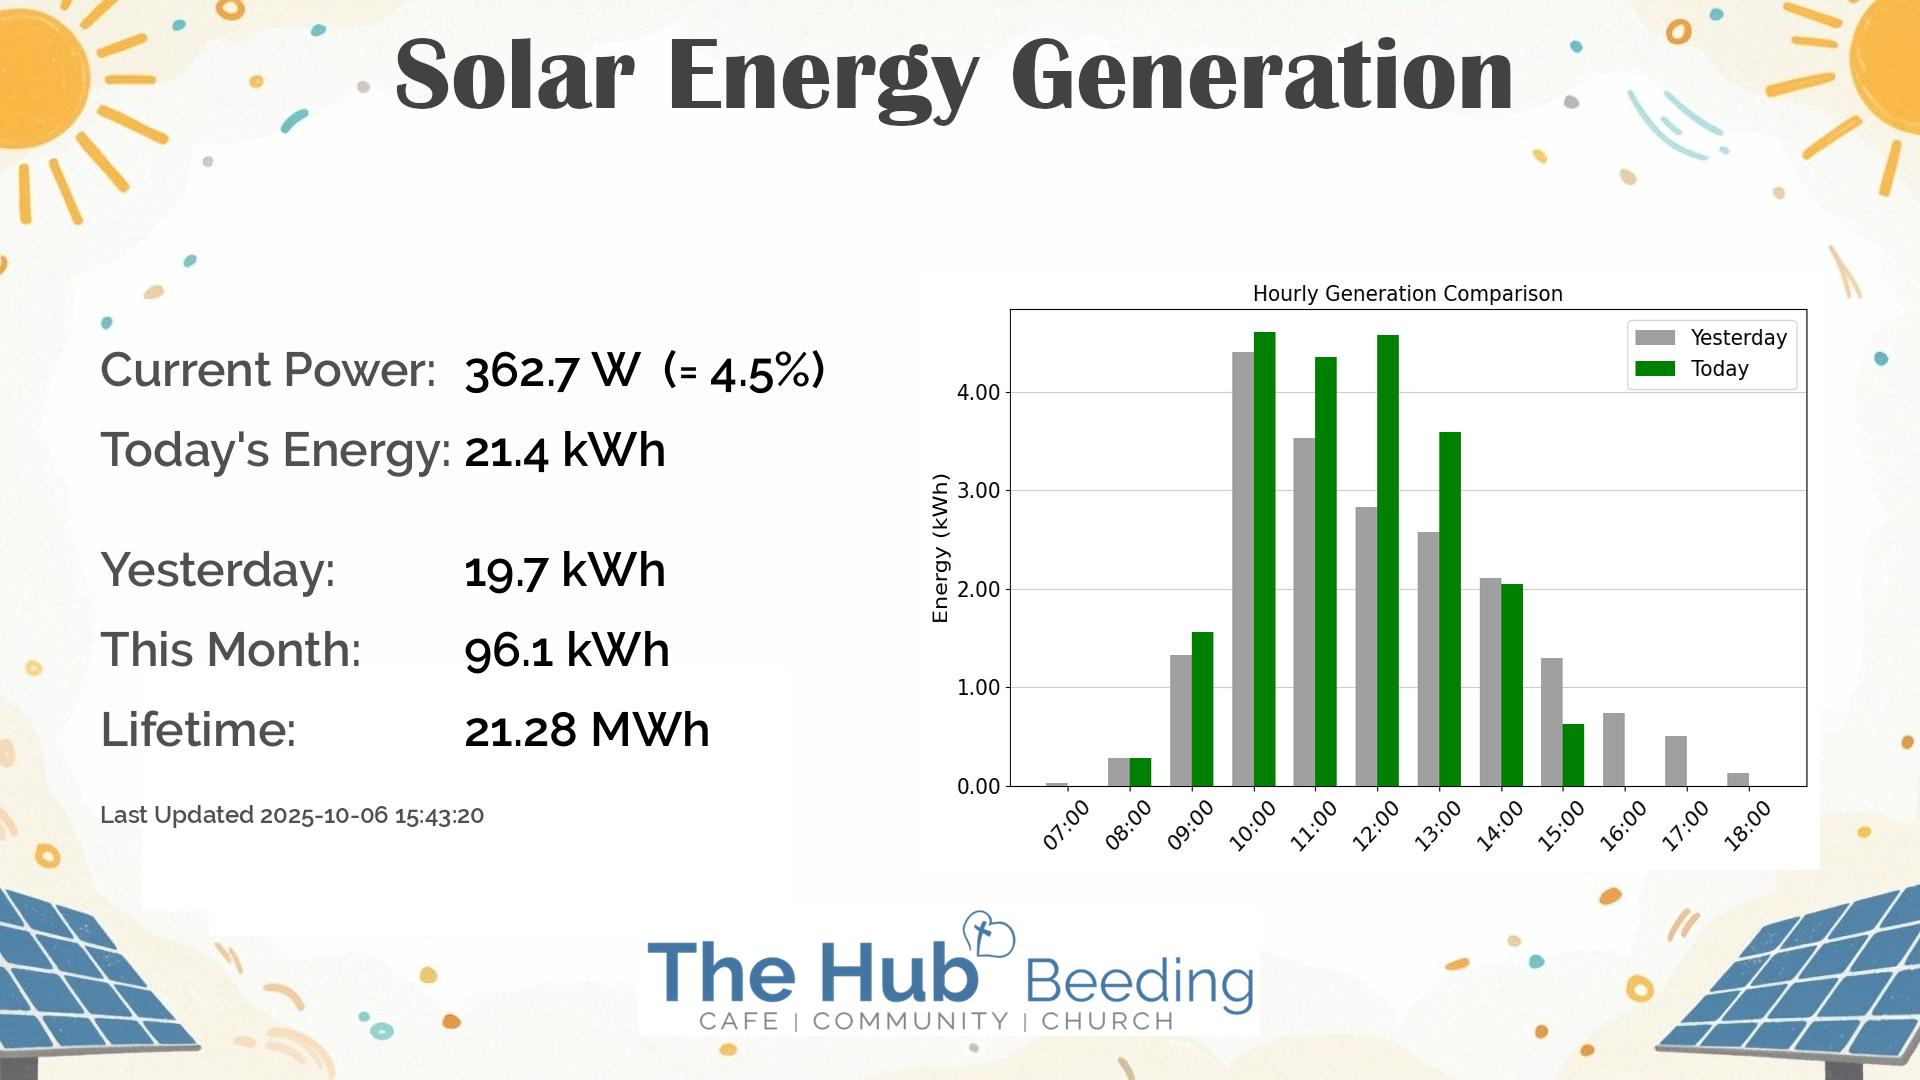 Solar Energy Generation
Current Power: 362.7 W (= 4.5%)
Today's Energy: 21.4 kWh
Yesterday: 19.7 kWh
This Month: 96.1 kWh
Lifetime: 21.28 MWh
Last Updated 2025-10-06 15:43:20
Hourly Generation Comparison
Yesterday
Today
Energy (kWh)
4.00
3.00
2.00
1.00
0.00
07:00 08:00 09:00 10:00 11:00 12:00 13:00 14:00 15:00 16:00 17:00 18:00
The Hub Beeding
CAFE | COMMUNITY | CHURCH